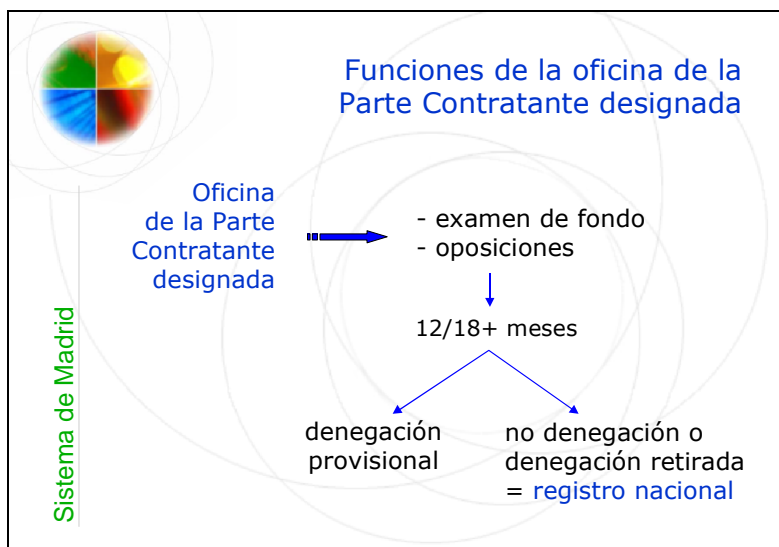 Funciones de la oficina de la
Parte Contratante designada
Oficina
de la Parte
Contratante
designada
- examen de fondo
- oposiciones
12/18+ meses
denegación
provisional
no denegación o
denegación retirada
= registro nacional
Sistema de Madrid